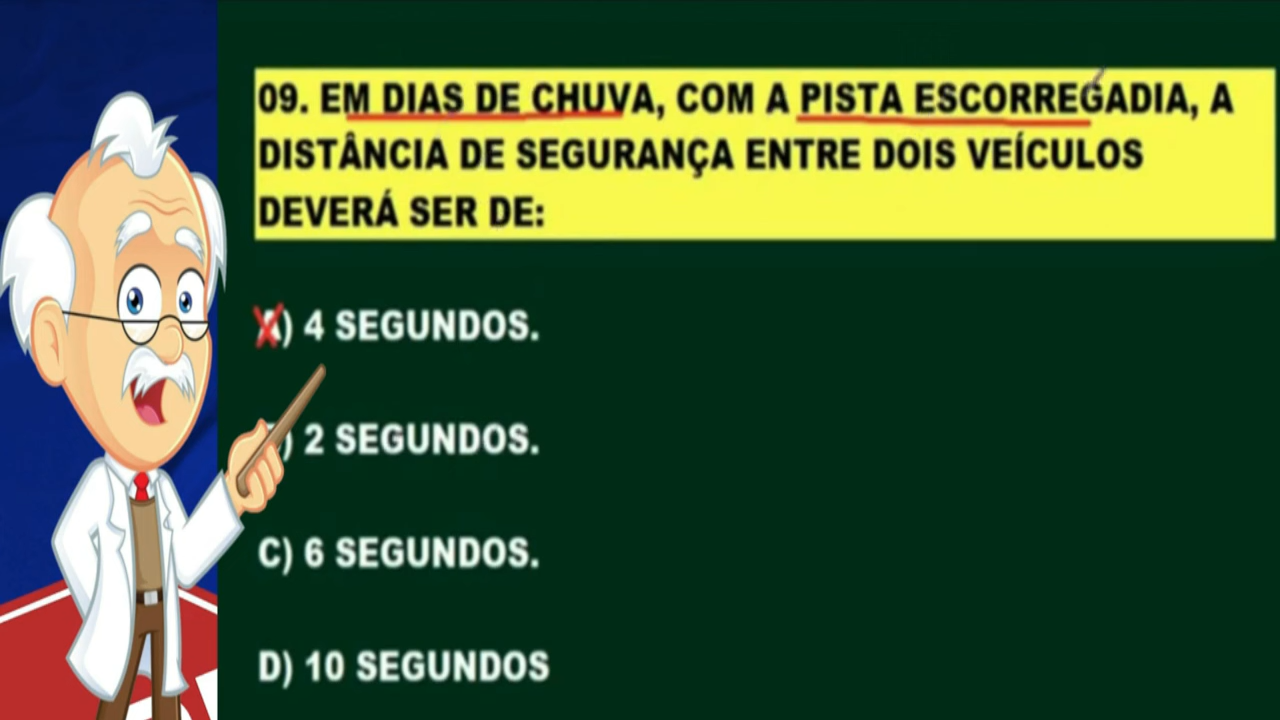 09. EM DIAS DE CHUVA, COM A PISTA ESCORREGADIA, A
DISTÂNCIA DE SEGURANÇA ENTRE DOIS VEÍCULOS
DEVERÁ SER DE:
A) 4 SEGUNDOS.
) 2 SEGUNDOS.
C) 6 SEGUNDOS.
D) 10 SEGUNDOS